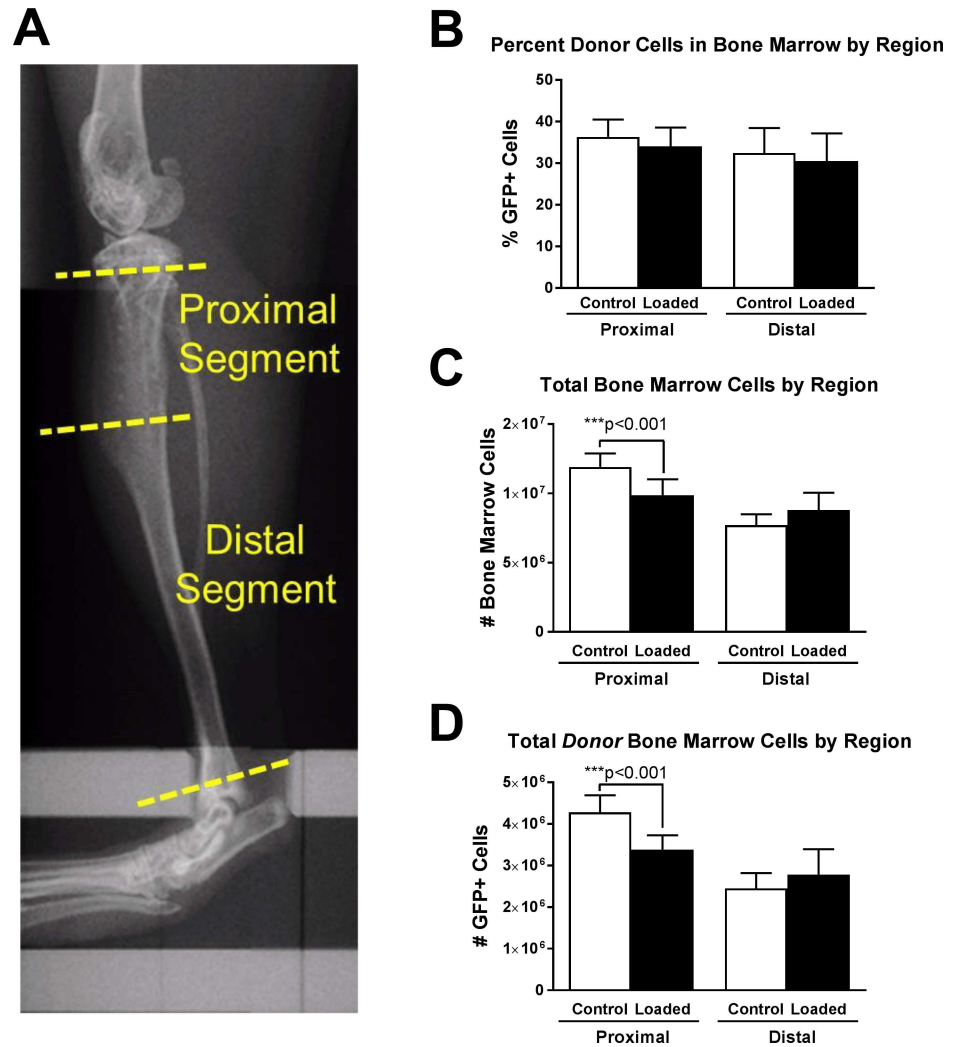 A
Proximal
Segment
Distal
Segment
B
Percent Donor Cells in Bone Marrow by Region
% GFP+ Cells
50
40
30
20
10
0
Control Loaded Control Loaded
Proximal Distal
C
Total Bone Marrow Cells by Region
# Bone Marrow Cells
2×10⁷
1×10⁷
5×10⁶
0
***p<0.001
Control Loaded Control Loaded
Proximal Distal
D
Total Donor Bone Marrow Cells by Region
# GFP+ Cells
5×10⁶
4×10⁶
3×10⁶
2×10⁶
1×10⁶
0
***p<0.001
Control Loaded Control Loaded
Proximal Distal